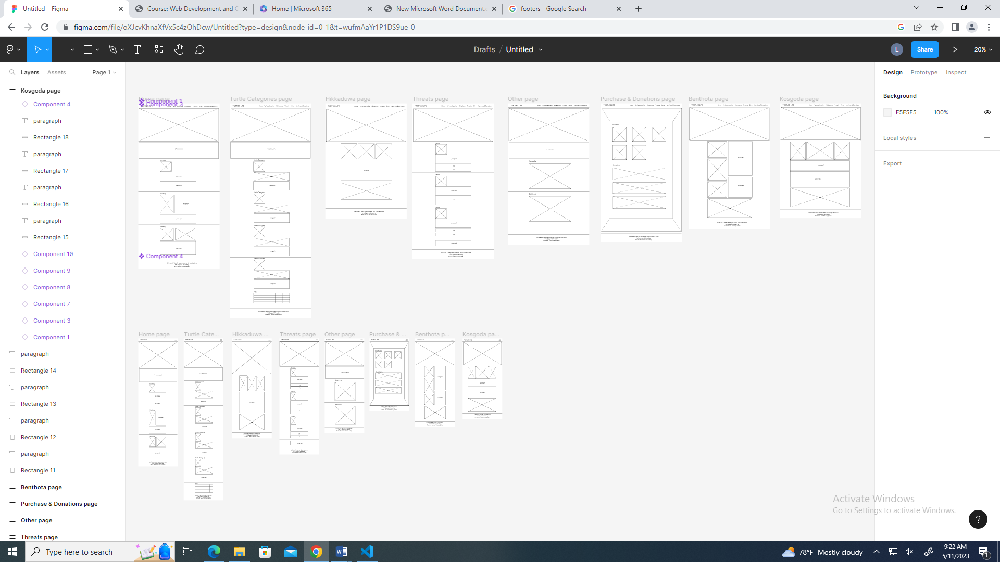 Untitled – Figma
Course: Web Development and C
Home | Microsoft 365
New Microsoft Word Document.
footers - Google Search
figma.com/file/oXJcvKhnaXfVx5c4zOhDcw/Untitled?type=design&node-id=0-1&t=wufmAaYr1P1DS9ue-0
Drafts / Untitled
L
Share
20%
Layers
Assets
Page 1
Design
Prototype
Inspect
Kosgoda page
Component 4
paragraph
Rectangle 18
paragraph
Rectangle 17
paragraph
Rectangle 16
paragraph
Rectangle 15
Component 10
Component 9
Component 8
Component 7
Component 3
Component 1
paragraph
Rectangle 14
paragraph
Rectangle 13
paragraph
Rectangle 12
paragraph
Rectangle 11
Benthota page
Purchase & Donations page
Other page
Threats page
Home page
Component 1
Component 3
Turtle Categories page
Hikkaduwa page
Threats page
Other page
Purchase & Donations page
Benthota page
Kosgoda page
TURTLES LIFE
Component 4
Home page
Turtle Cate...
Hikkaduwa ...
Threats page
Other page
Purchase & ...
Benthota p...
Kosgoda pa...
Background
F5F5F5
100%
Local styles
Export
Activate Windows
Go to Settings to activate Windows.
?
Type here to search
78°F Mostly cloudy
9:22 AM
5/11/2023
1